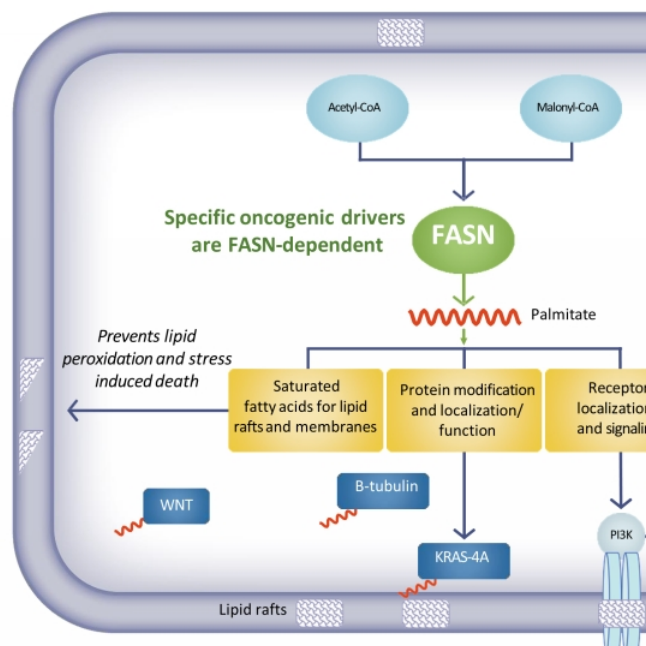 Acetyl-CoA
Malonyl-CoA
Specific oncogenic drivers
are FASN-dependent
FASN
Palmitate
Prevents lipid
peroxidation and stress
induced death
Saturated
fatty acids for lipid
rafts and membranes
Protein modification
and localization/
function
and
WNT
B-tubulin
KRAS-4A
PI3K
Lipid rafts